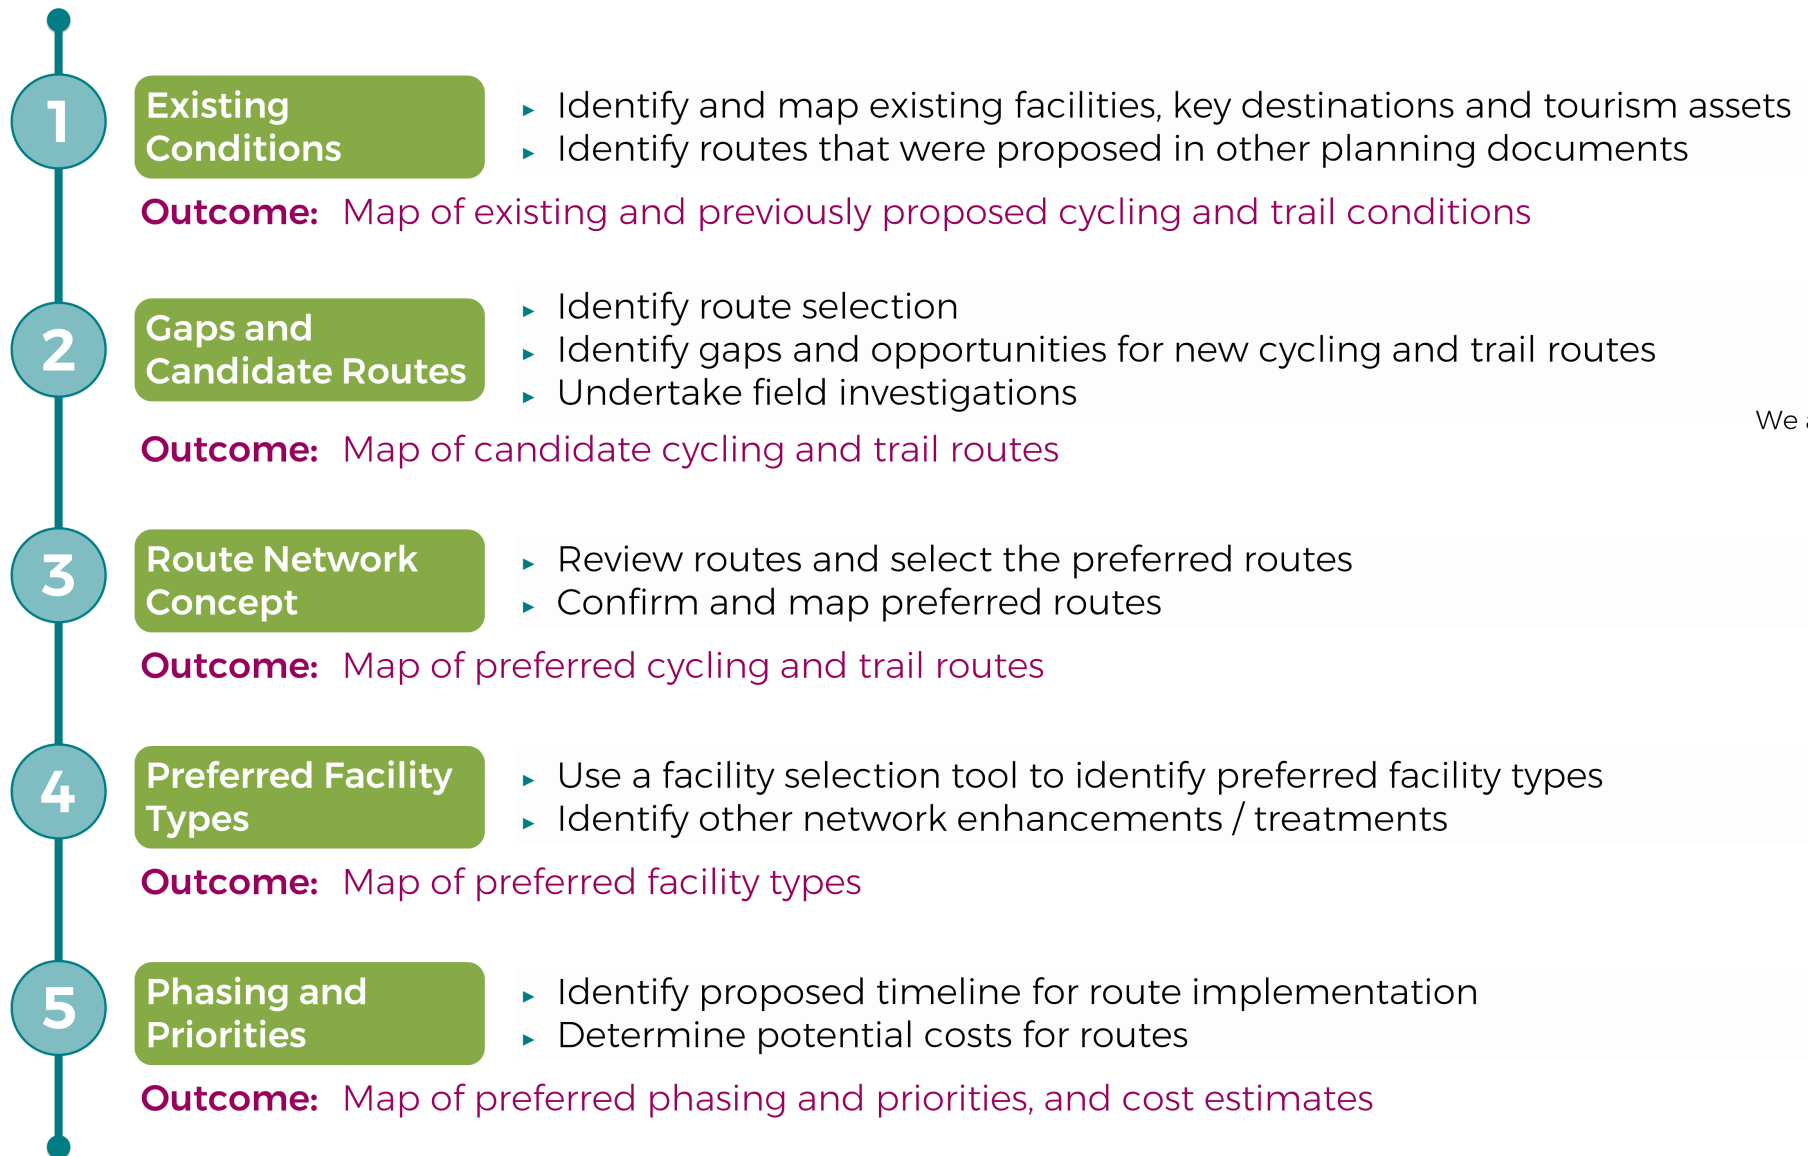 1
Existing
Conditions
▸ Identify and map existing facilities, key destinations and tourism assets
▸ Identify routes that were proposed in other planning documents
Outcome: Map of existing and previously proposed cycling and trail conditions
2
Gaps and
Candidate Routes
▸ Identify route selection
▸ Identify gaps and opportunities for new cycling and trail routes
▸ Undertake field investigations
We
Outcome: Map of candidate cycling and trail routes
3
Route Network
Concept
▸ Review routes and select the preferred routes
▸ Confirm and map preferred routes
Outcome: Map of preferred cycling and trail routes
4
Preferred Facility
Types
▸ Use a facility selection tool to identify preferred facility types
▸ Identify other network enhancements / treatments
Outcome: Map of preferred facility types
5
Phasing and
Priorities
▸ Identify proposed timeline for route implementation
▸ Determine potential costs for routes
Outcome: Map of preferred phasing and priorities, and cost estimates